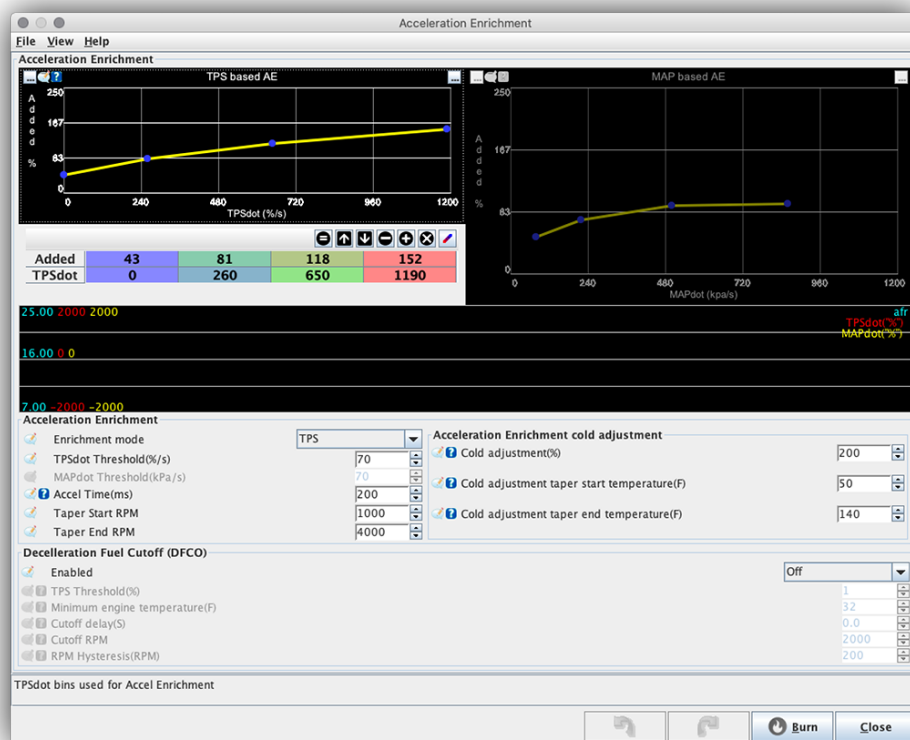 Acceleration Enrichment
File View Help
Acceleration Enrichment
... ? TPS based AE ...
Added %
250
167
83
0
0 240 480 720 960 1200
TPSdot (%/s)
... ? MAP based AE ...
Added %
250
167
83
0
0 240 480 720 960 1200
MAPdot (kpa/s)
Added 43 81 118 152
TPSdot 0 260 650 1190
25.00 2000 2000 afr
TPSdot("%")
MAPdot("%")
16.00 0 0
7.00 -2000 -2000
Acceleration Enrichment
Enrichment mode TPS
TPSdot Threshold(%/s) 70
MAPdot Threshold(kPa/s) 70
? Accel Time(ms) 200
Taper Start RPM 1000
Taper End RPM 4000
Acceleration Enrichment cold adjustment
? Cold adjustment(%) 200
? Cold adjustment taper start temperature(F) 50
? Cold adjustment taper end temperature(F) 140
Decelleration Fuel Cutoff (DFCO)
Enabled Off
? TPS Threshold(%) 1
? Minimum engine temperature(F) 32
? Cutoff delay(S) 0.0
? Cutoff RPM 2000
? RPM Hysteresis(RPM) 200
TPSdot bins used for Accel Enrichment
Burn Close